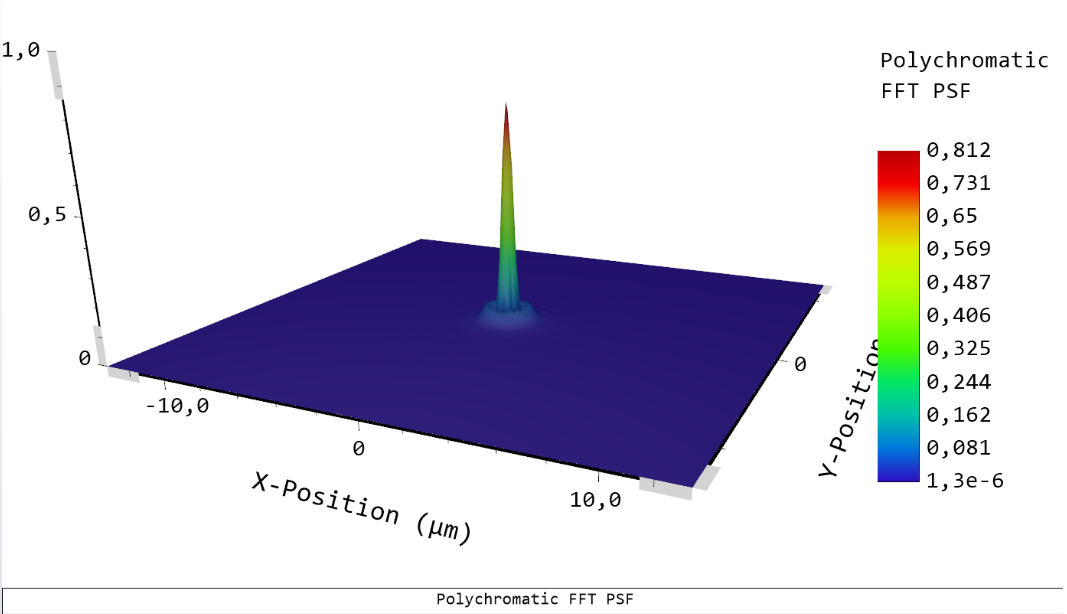 1,0
0,5
0
-10,0
0
10,0
X-Position (µm)
0
Y-Position
Polychromatic
FFT PSF
0,812
0,731
0,65
0,569
0,487
0,406
0,325
0,244
0,162
0,081
1,3e-6
Polychromatic FFT PSF